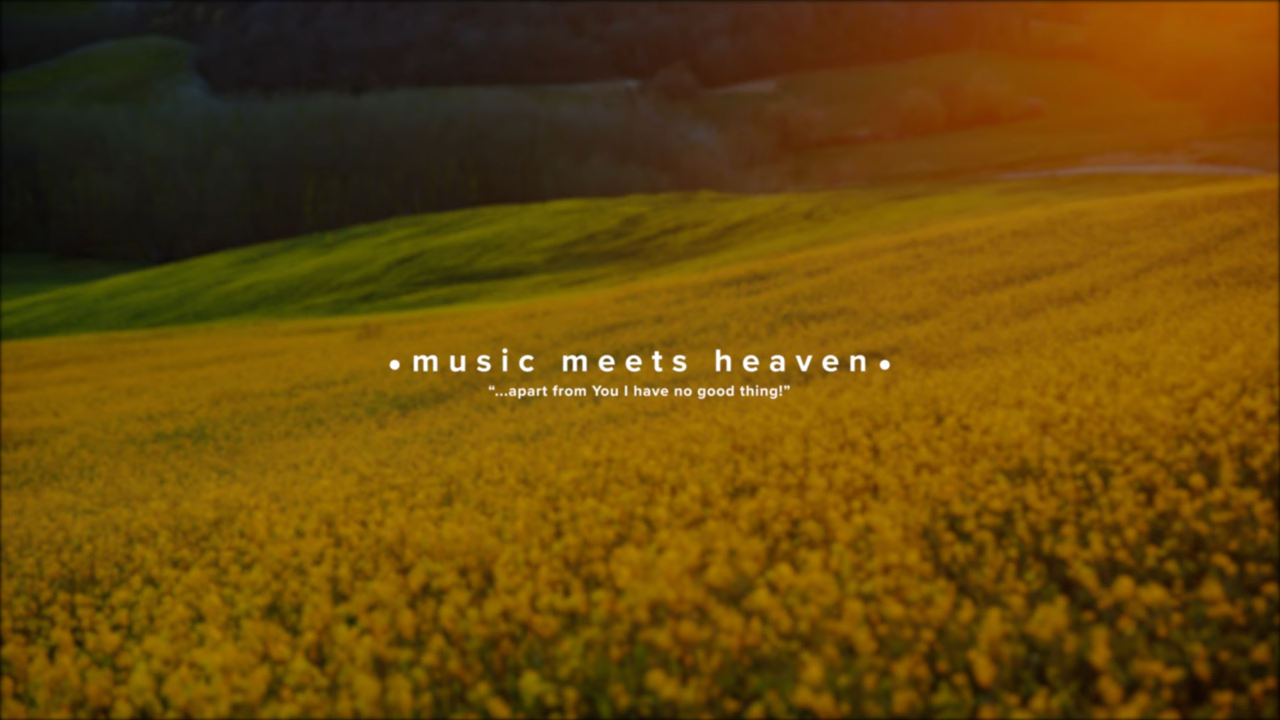 •music meets heaven•
“...apart from You I have no good thing!”